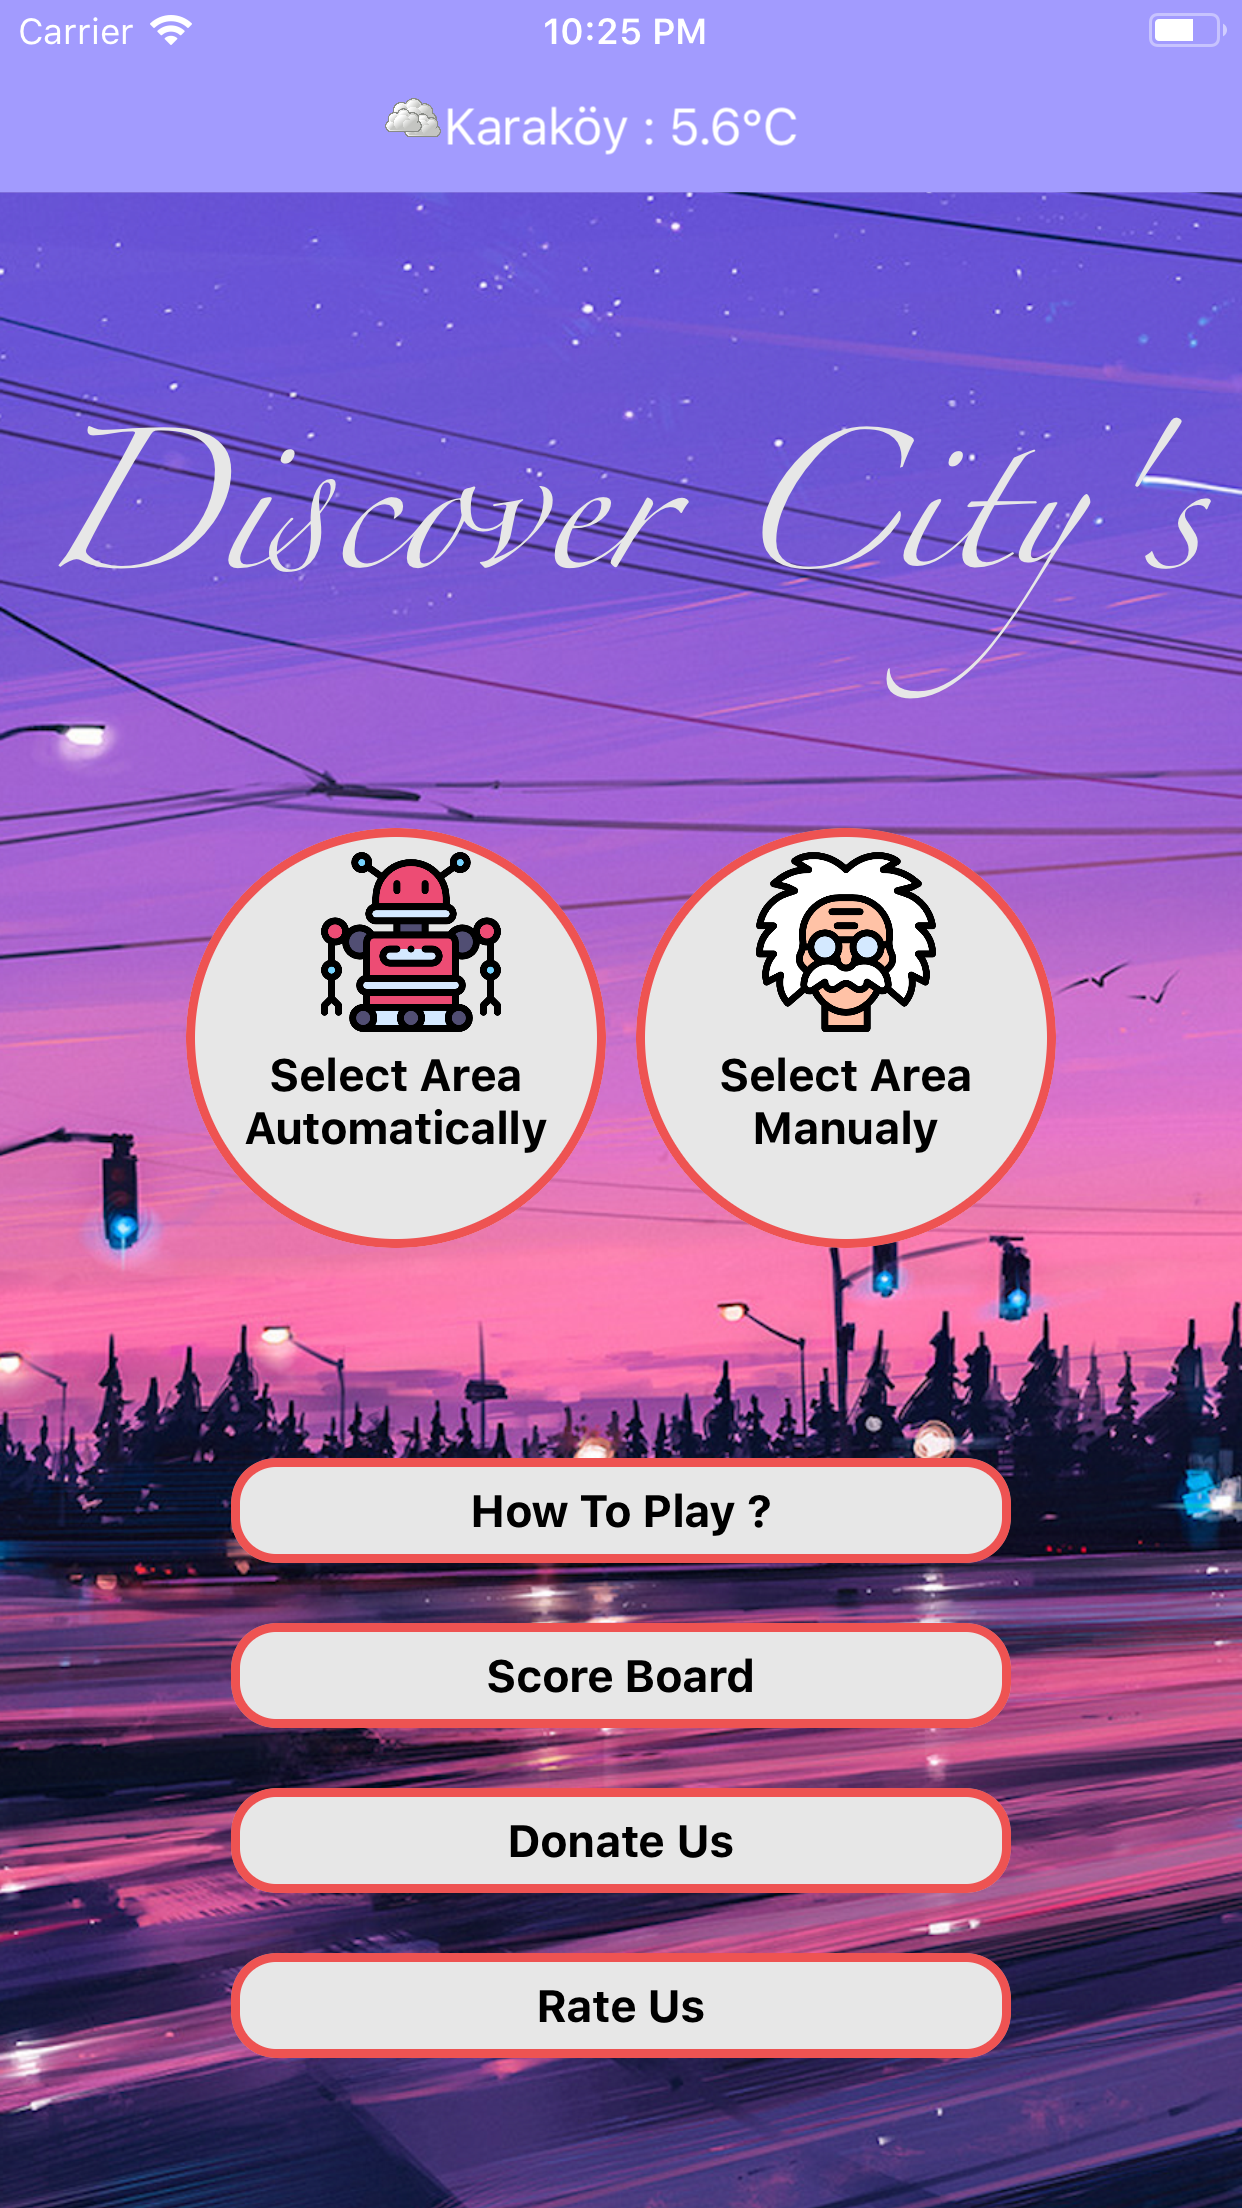 Carrier 10:25 PM
Karaköy : 5.6°C
Discover City's
Select Area
Automatically
Select Area
Manualy
How To Play ?
Score Board
Donate Us
Rate Us